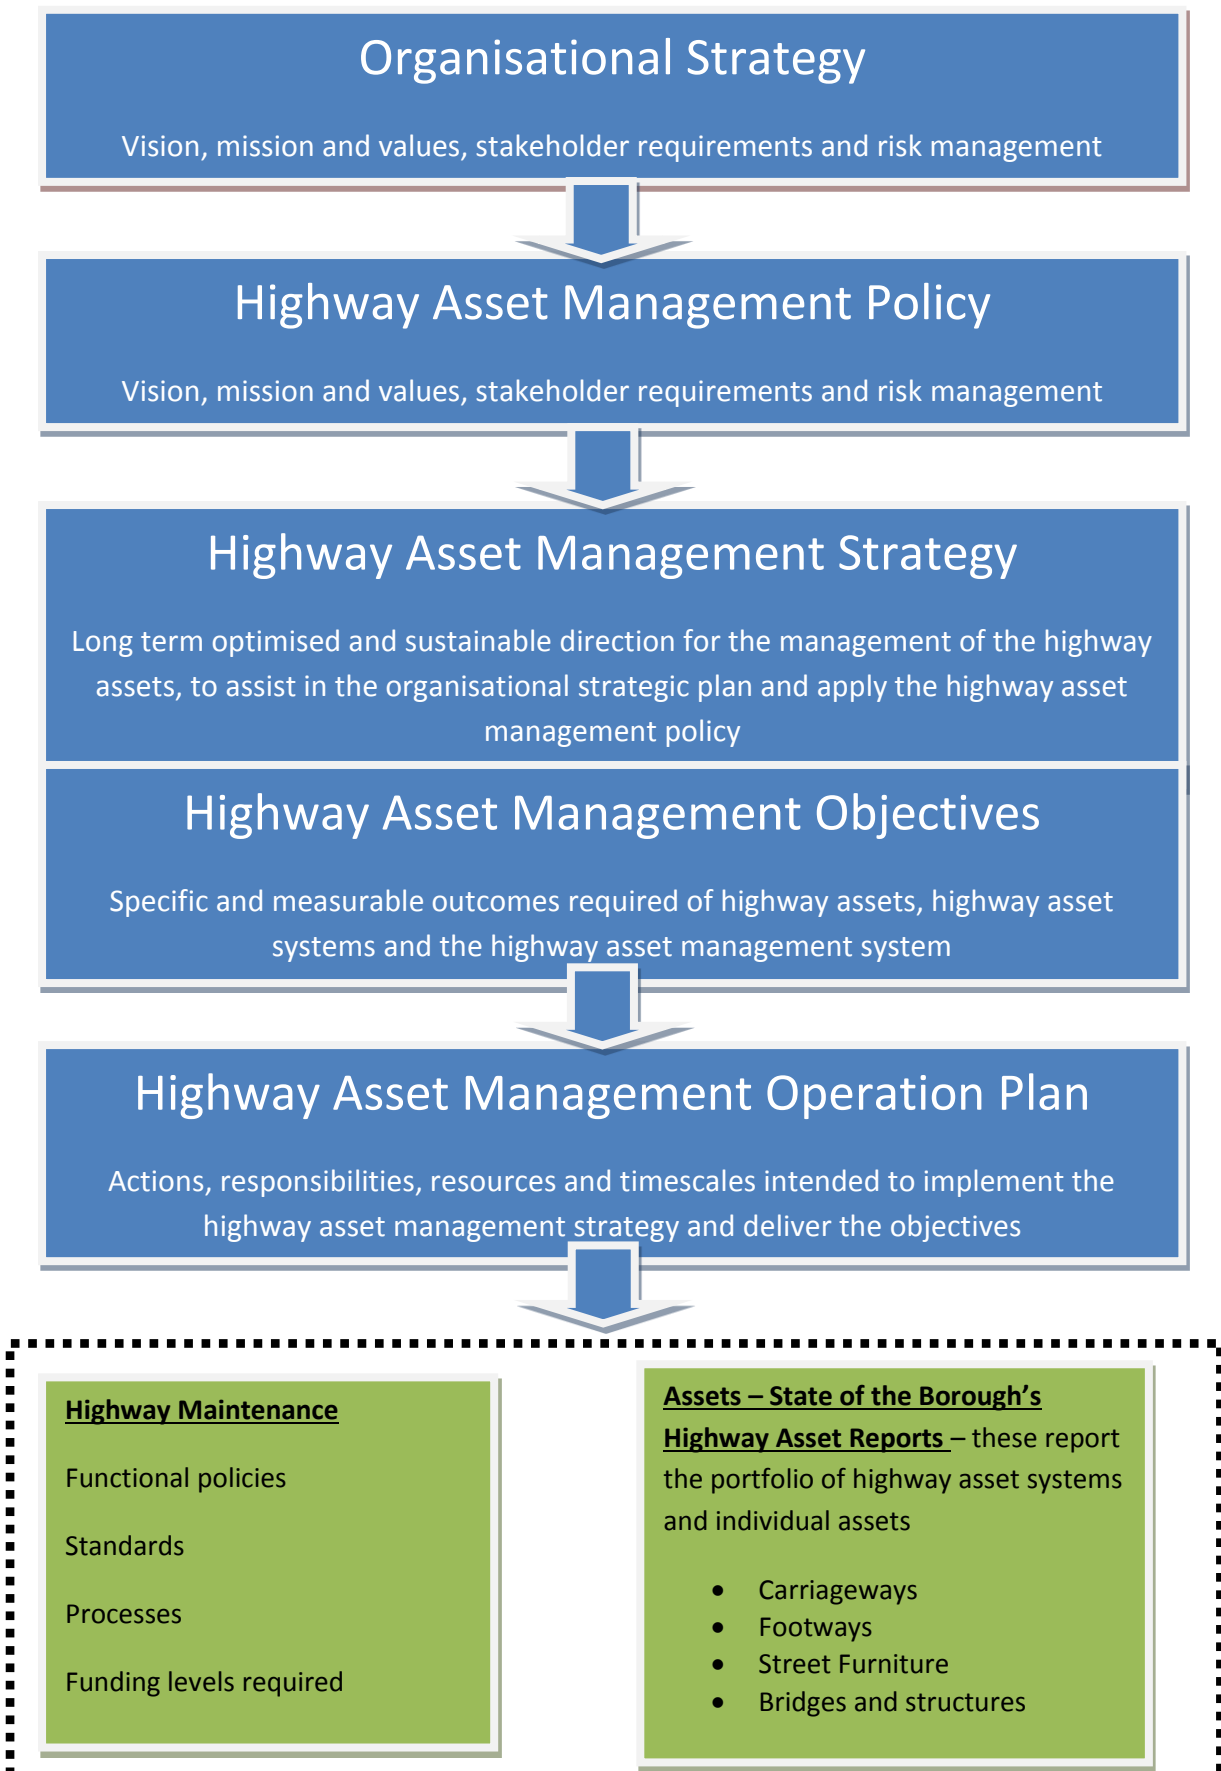 Organisational Strategy
Vision, mission and values, stakeholder requirements and risk management
Highway Asset Management Policy
Vision, mission and values, stakeholder requirements and risk management
Highway Asset Management Strategy
Long term optimised and sustainable direction for the management of the highway
assets, to assist in the organisational strategic plan and apply the highway asset
management policy
Highway Asset Management Objectives
Specific and measurable outcomes required of highway assets, highway asset
systems and the highway asset management system
Highway Asset Management Operation Plan
Actions, responsibilities, resources and timescales intended to implement the
highway asset management strategy and deliver the objectives
Highway Maintenance
Functional policies
Standards
Processes
Funding levels required
Assets – State of the Borough’s
Highway Asset Reports – these report
the portfolio of highway asset systems
and individual assets
• Carriageways
• Footways
• Street Furniture
• Bridges and structures